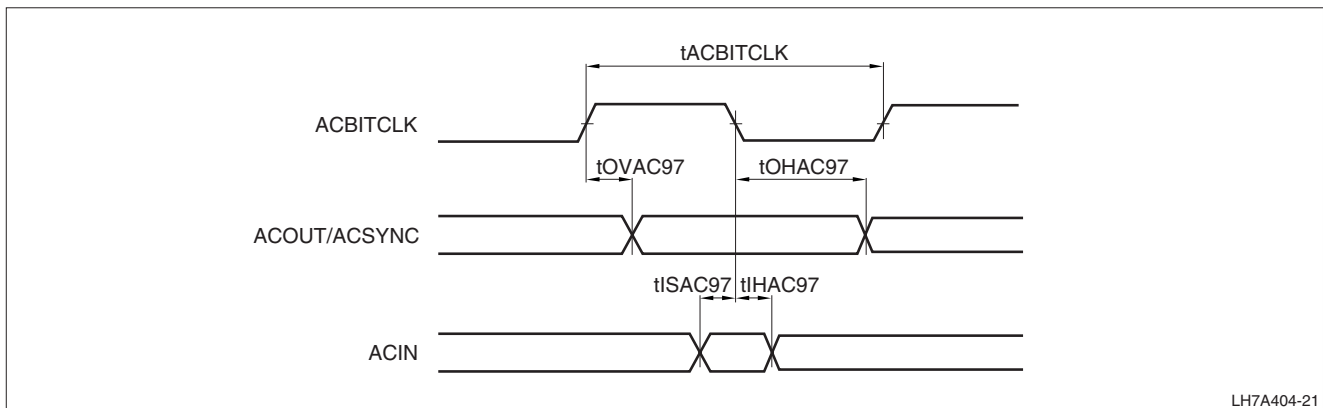 tACBITCLK
ACBITCLK
tOVAC97 tOHAC97
ACOUT/ACSYNC
tISAC97 tIHAC97
ACIN
LH7A404-21